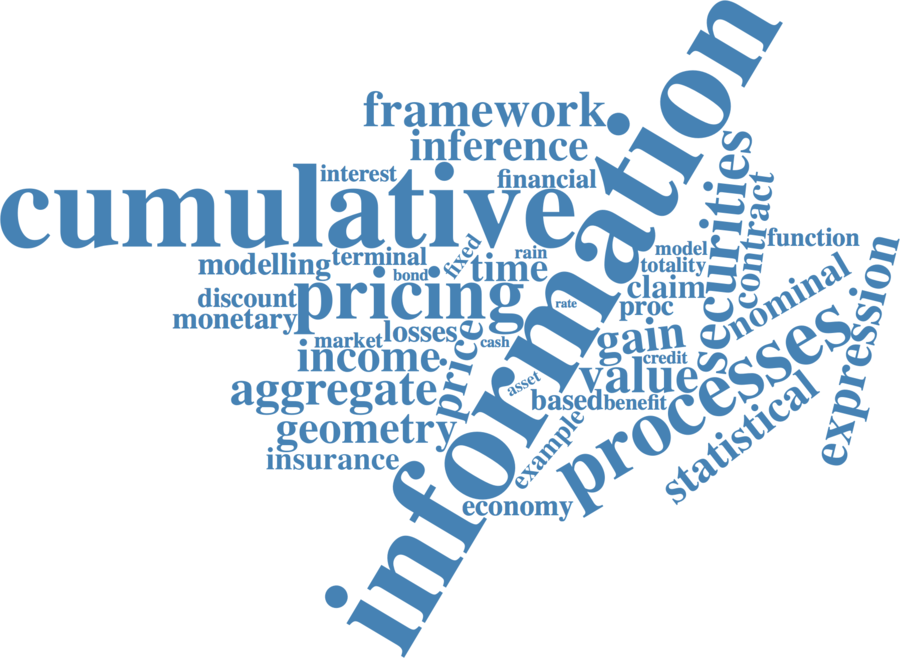 information
framework
inference
interest
financial
cumulative
securities
contract
function
modelling
terminal
fixed
rain
model
bond
time
totality
expression
discount
pricing
rate
claim
nominal
monetary
proc
market
losses
cash
gain
income
price
credit
processes
aggregate
asset
value
based
benefit
geometry
example
statistical
insurance
economy